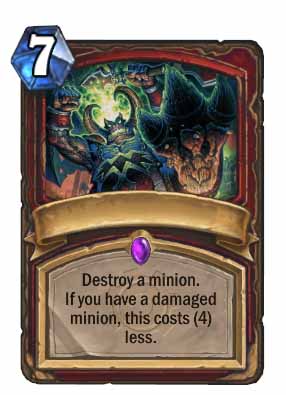 7
Destroy a minion.
If you have a damaged
minion, this costs (4)
less.